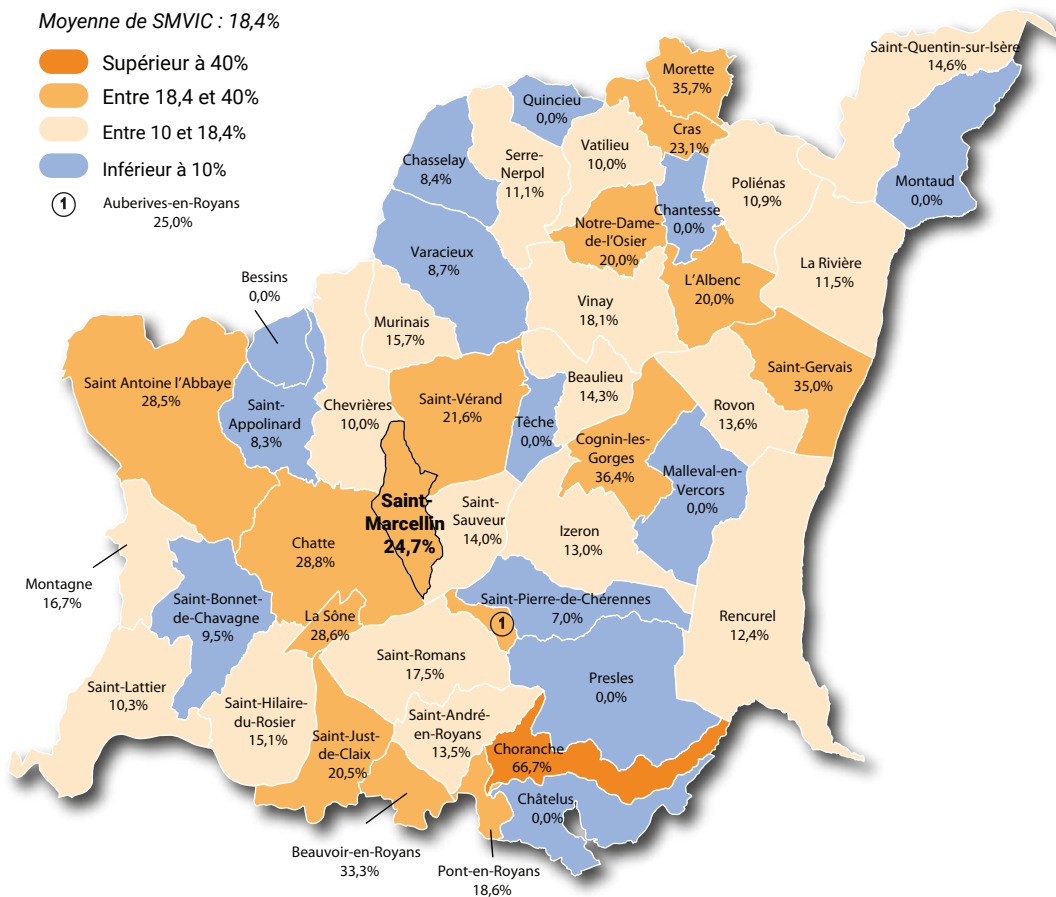 Moyenne de SMVIC : 18,4%
Supérieur à 40%
Entre 18,4 et 40%
Entre 10 et 18,4%
Inférieur à 10%
1
Auberives-en-Royans
25,0%
Saint-Quentin-sur-Isère
14,6%
Morette
35,7%
Quincieu
0,0%
Cras
23,1%
Vatilieu
10,0%
Serre-
Nerpol
11,1%
Chasselay
8,4%
Poliénas
10,9%
Montaud
0,0%
Chantesse
0,0%
Notre-Dame-
de-l'Osier
20,0%
Varacieux
8,7%
La Rivière
11,5%
L'Albenc
20,0%
Bessins
0,0%
Vinay
18,1%
Murinais
15,7%
Saint-Gervais
35,0%
Saint Antoine l'Abbaye
28,5%
Beaulieu
14,3%
Saint-Vérand
21,6%
Saint-
Appolinard
8,3%
Chevrières
10,0%
Rovon
13,6%
Têche
0,0%
Cognin-les-
Gorges
36,4%
Malleval-en-
Vercors
0,0%
Saint-
Marcellin
24,7%
Saint-
Sauveur
14,0%
Izeron
13,0%
Chatte
28,8%
Montagne
16,7%
Saint-Bonnet-
de-Chavagne
9,5%
Saint-Pierre-de-Chérennes
7,0%
La Sône
28,6%
1
Rencurel
12,4%
Saint-Romans
17,5%
Presles
0,0%
Saint-Lattier
10,3%
Saint-Hilaire-
du-Rosier
15,1%
Saint-André-
en-Royans
13,5%
Saint-Just-
de-Claix
20,5%
Choranche
66,7%
Châtelus
0,0%
Beauvoir-en-Royans
33,3%
Pont-en-Royans
18,6%